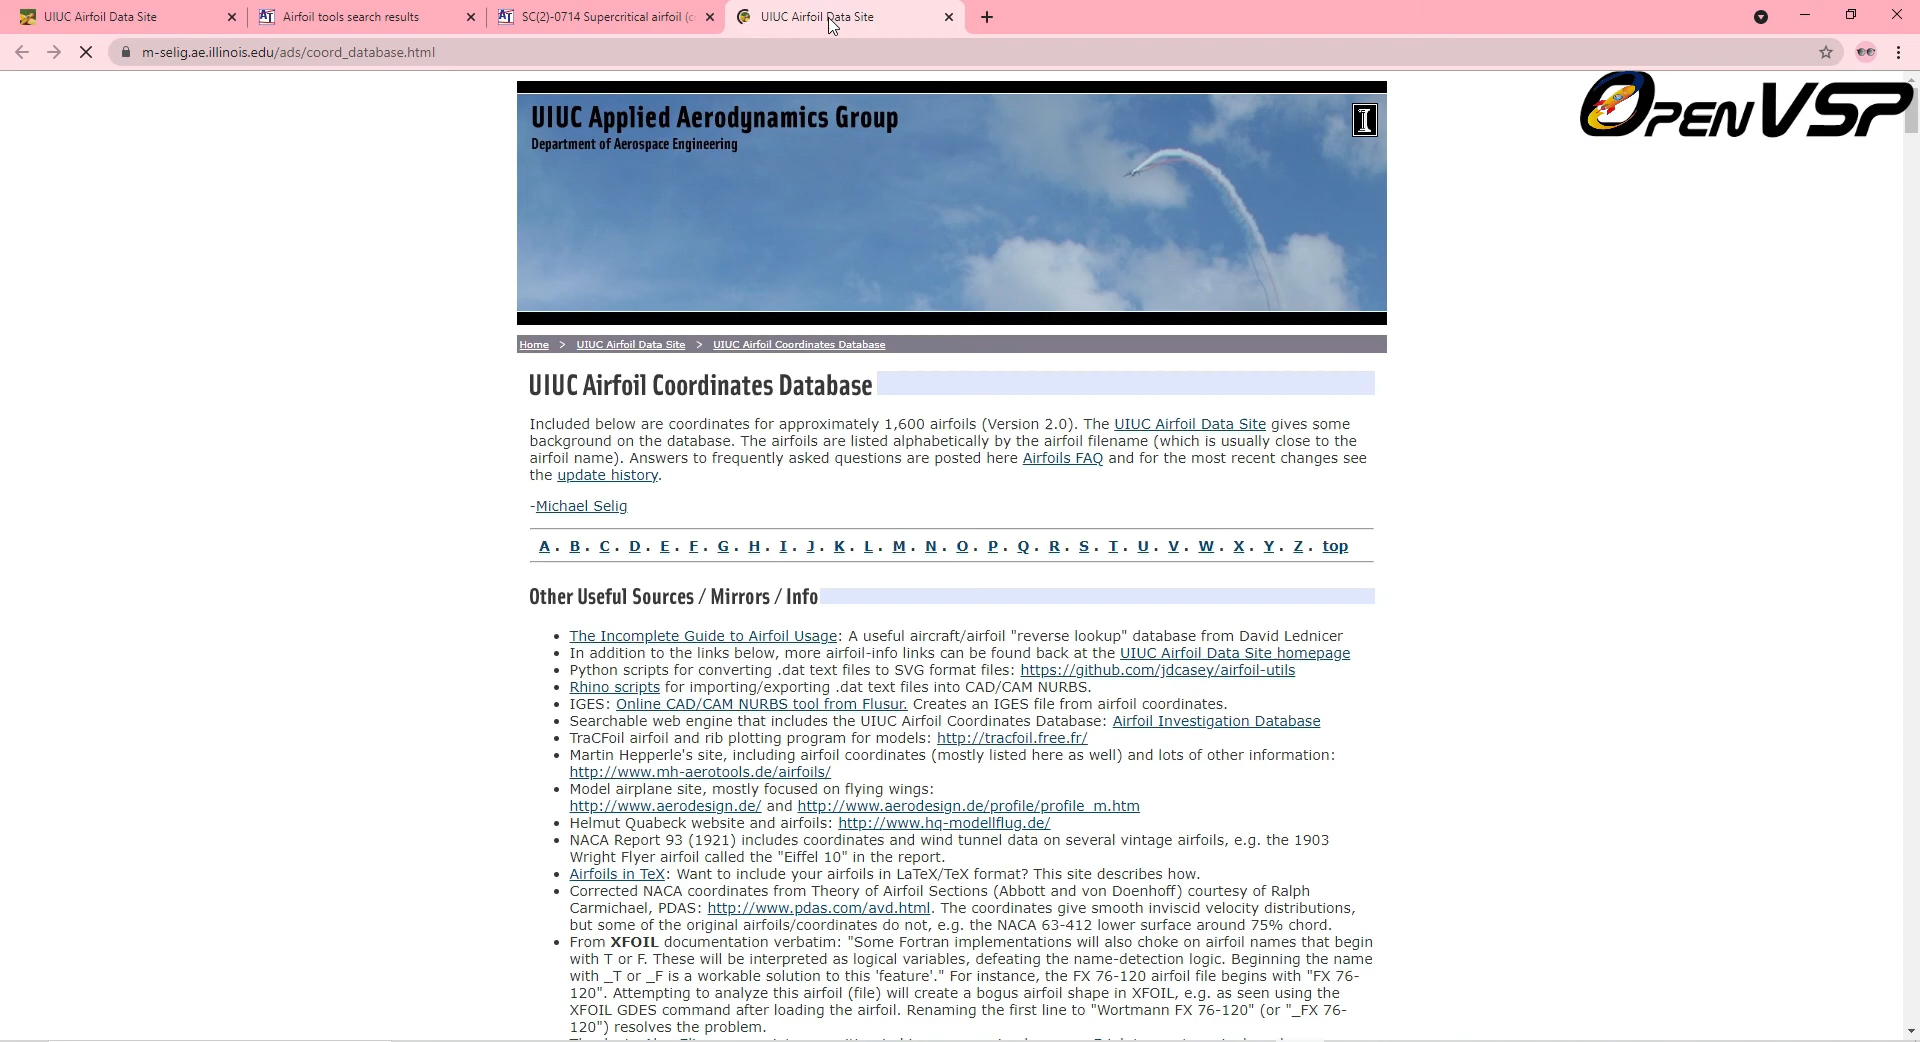 UIUC Airfoil Data Site
Airfoil tools search results
SC(2)-0714 Supercritical airfoil (c
UIUC Airfoil Data Site
m-selig.ae.illinois.edu/ads/coord_database.html
OPEN VSP
UIUC Applied Aerodynamics Group
Department of Aerospace Engineering
I
Home > UIUC Airfoil Data Site > UIUC Airfoil Coordinates Database
UIUC Airfoil Coordinates Database
Included below are coordinates for approximately 1,600 airfoils (Version 2.0). The UIUC Airfoil Data Site gives some
background on the database. The airfoils are listed alphabetically by the airfoil filename (which is usually close to the
airfoil name). Answers to frequently asked questions are posted here Airfoils FAQ and for the most recent changes see
the update history.
-Michael Selig
A . B . C . D . E . F . G . H . I . J . K . L . M . N . O . P . Q . R . S . T . U . V . W . X . Y . Z . top
Other Useful Sources / Mirrors / Info
• The Incomplete Guide to Airfoil Usage: A useful aircraft/airfoil "reverse lookup" database from David Lednicer
• In addition to the links below, more airfoil-info links can be found back at the UIUC Airfoil Data Site homepage
• Python scripts for converting .dat text files to SVG format files: https://github.com/jdcasey/airfoil-utils
• Rhino scripts for importing/exporting .dat text files into CAD/CAM NURBS.
• IGES: Online CAD/CAM NURBS tool from Flusur. Creates an IGES file from airfoil coordinates.
• Searchable web engine that includes the UIUC Airfoil Coordinates Database: Airfoil Investigation Database
• TraCFoil airfoil and rib plotting program for models: http://tracfoil.free.fr/
• Martin Hepperle's site, including airfoil coordinates (mostly listed here as well) and lots of other information:
http://www.mh-aerotools.de/airfoils/
• Model airplane site, mostly focused on flying wings:
http://www.aerodesign.de/ and http://www.aerodesign.de/profile/profile_m.htm
• Helmut Quabeck website and airfoils: http://www.hq-modellflug.de/
• NACA Report 93 (1921) includes coordinates and wind tunnel data on several vintage airfoils, e.g. the 1903
Wright Flyer airfoil called the "Eiffel 10" in the report.
• Airfoils in TeX: Want to include your airfoils in LaTeX/TeX format? This site describes how.
• Corrected NACA coordinates from Theory of Airfoil Sections (Abbott and von Doenhoff) courtesy of Ralph
Carmichael, PDAS: http://www.pdas.com/avd.html. The coordinates give smooth inviscid velocity distributions,
but some of the original airfoils/coordinates do not, e.g. the NACA 63-412 lower surface around 75% chord.
• From XFOIL documentation verbatim: "Some Fortran implementations will also choke on airfoil names that begin
with T or F. These will be interpreted as logical variables, defeating the name-detection logic. Beginning the name
with _T or _F is a workable solution to this 'feature'." For instance, the FX 76-120 airfoil file begins with "FX 76-
120". Attempting to analyze this airfoil (file) will create a bogus airfoil shape in XFOIL, e.g. as seen using the
XFOIL GDES command after loading the airfoil. Renaming the first line to "Wortmann FX 76-120" (or "_FX 76-
120") resolves the problem.